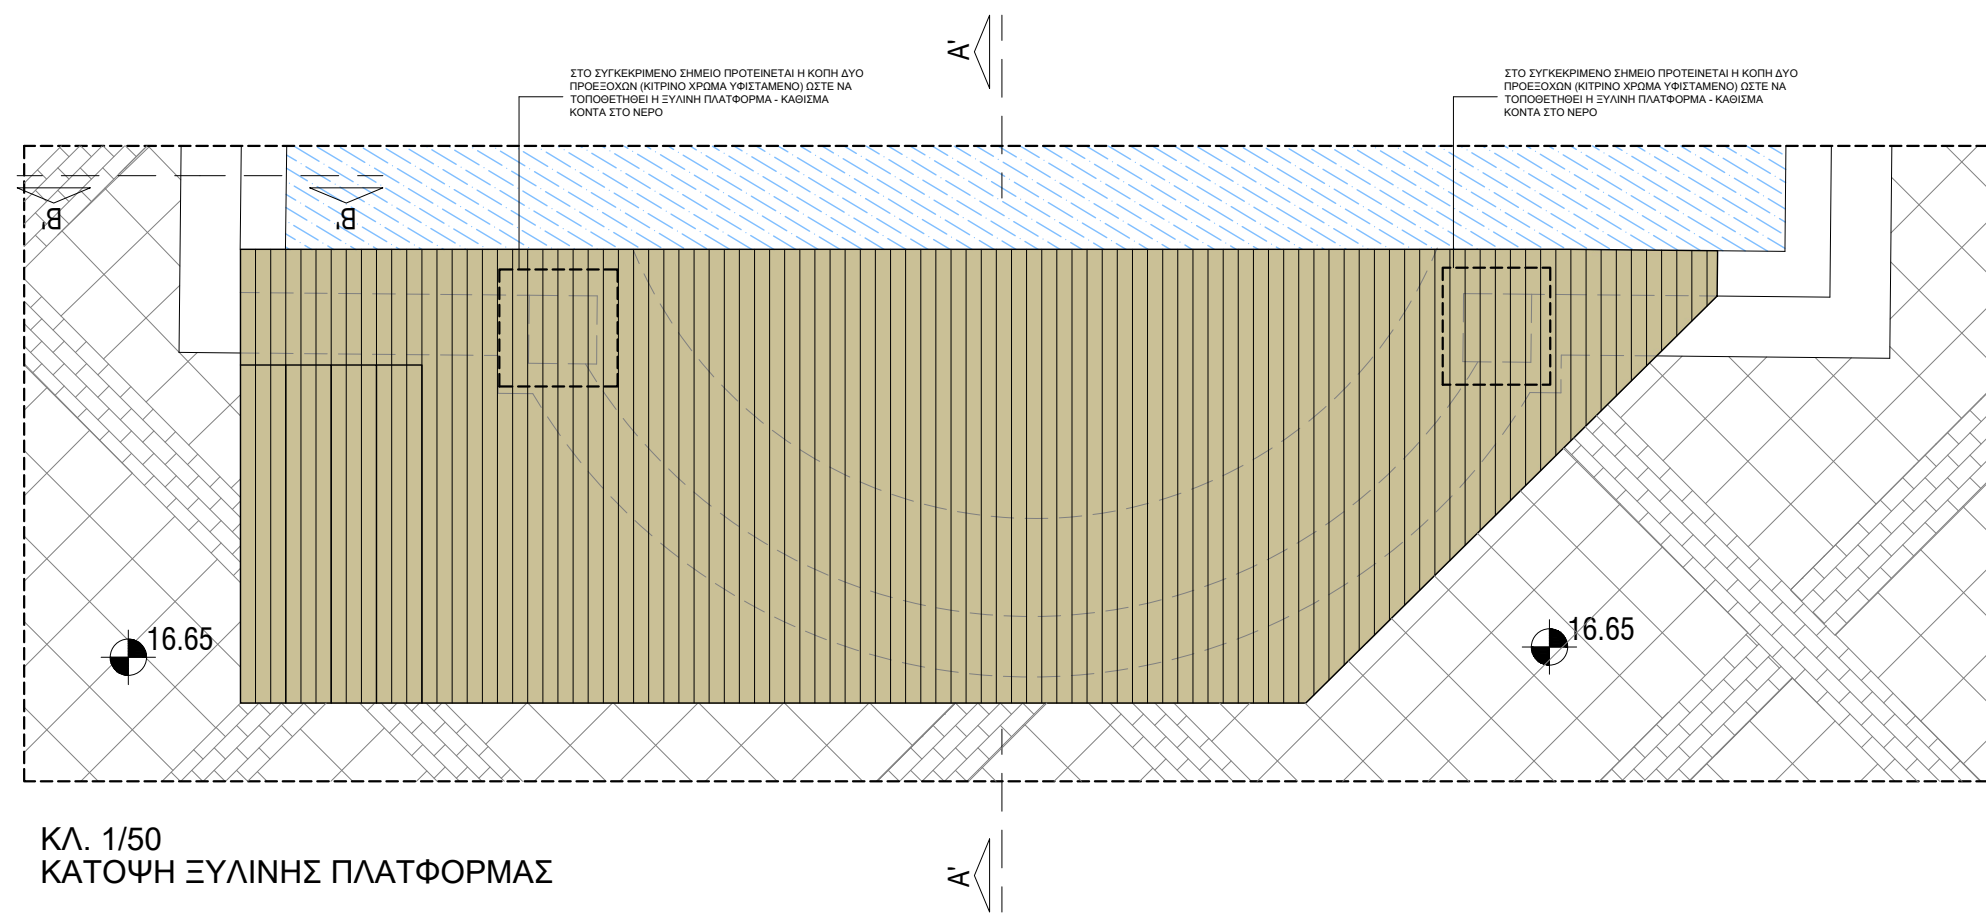 Α'
ΣΤΟ ΣΥΓΚΕΚΡΙΜΕΝΟ ΣΗΜΕΙΟ ΠΡΟΤΕΙΝΕΤΑΙ Η ΚΟΠΗ ΔΥΟ
ΠΡΟΕΞΟΧΩΝ (ΚΙΤΡΙΝΟ ΧΡΩΜΑ ΥΦΙΣΤΑΜΕΝΟ) ΩΣΤΕ ΝΑ
ΤΟΠΟΘΕΤΗΘΕΙ Η ΞΥΛΙΝΗ ΠΛΑΤΦΟΡΜΑ - ΚΑΘΙΣΜΑ
ΚΟΝΤΑ ΣΤΟ ΝΕΡΟ
ΣΤΟ ΣΥΓΚΕΚΡΙΜΕΝΟ ΣΗΜΕΙΟ ΠΡΟΤΕΙΝΕΤΑΙ Η ΚΟΠΗ ΔΥΟ
ΠΡΟΕΞΟΧΩΝ (ΚΙΤΡΙΝΟ ΧΡΩΜΑ ΥΦΙΣΤΑΜΕΝΟ) ΩΣΤΕ ΝΑ
ΤΟΠΟΘΕΤΗΘΕΙ Η ΞΥΛΙΝΗ ΠΛΑΤΦΟΡΜΑ - ΚΑΘΙΣΜΑ
ΚΟΝΤΑ ΣΤΟ ΝΕΡΟ
Β'
Β'
16.65
16.65
ΚΛ. 1/50
ΚΑΤΟΨΗ ΞΥΛΙΝΗΣ ΠΛΑΤΦΟΡΜΑΣ
Α'